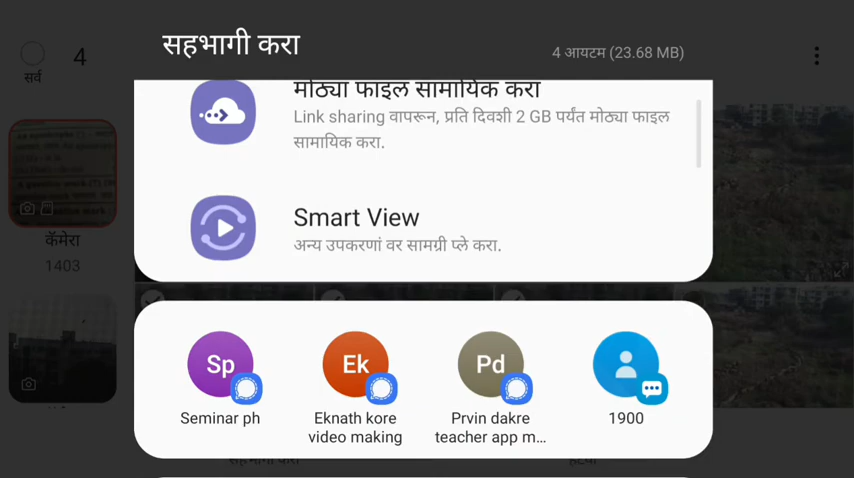 सहभागी करा
4 आयटम (23.68 MB)
4
सर्व
मोठ्या फाइल सामायिक करा
Link sharing वापरून, प्रति दिवशी 2 GB पर्यंत मोठ्या फाइल
सामायिक करा.
Smart View
अन्य उपकरणां वर सामग्री प्ले करा.
कॅमेरा
1403
Sp
Ek
Pd
Seminar ph
Eknath kore
video making
Prvin dakre
teacher app m...
1900